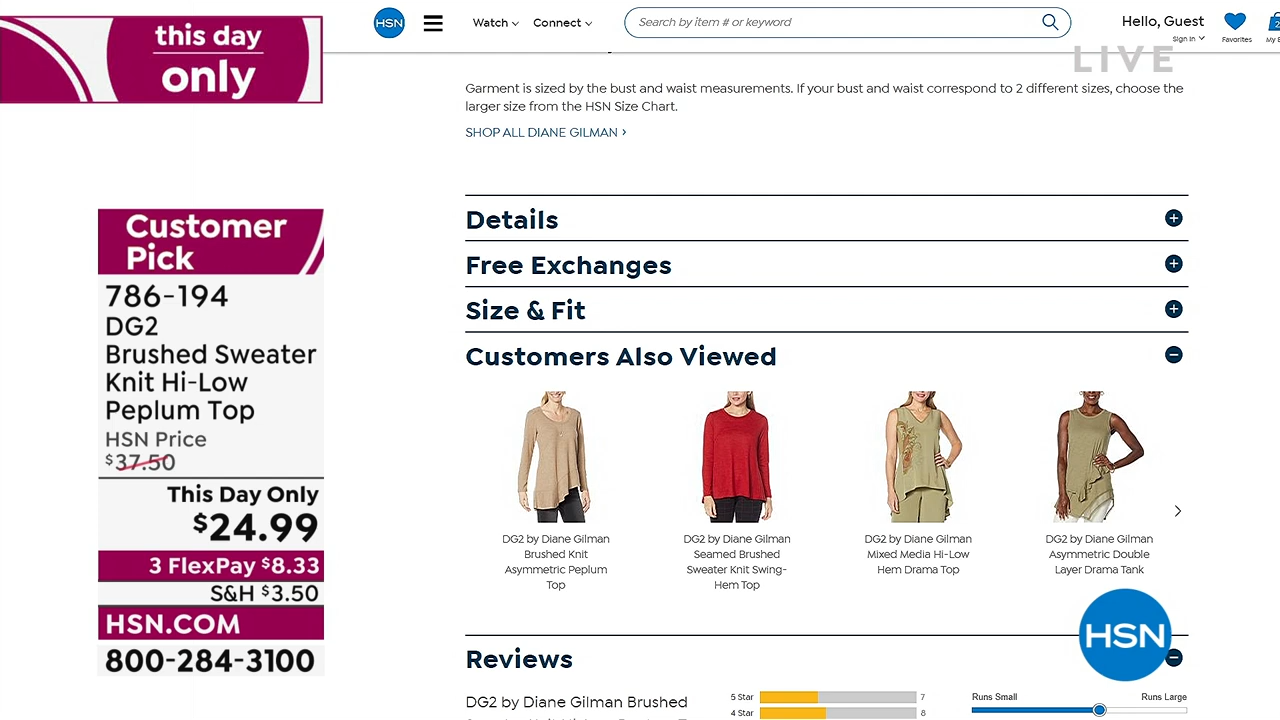 this day
only
HSN
Watch
Connect
Search by item # or keyword
Hello, Guest
Sign In
Favorites
LIVE
Garment is sized by the bust and waist measurements. If your bust and waist correspond to 2 different sizes, choose the
larger size from the HSN Size Chart.
SHOP ALL DIANE GILMAN ›
Customer
Pick
786-194
DG2
Brushed Sweater
Knit Hi-Low
Peplum Top
HSN Price
$37.50
This Day Only
$24.99
3 FlexPay $8.33
S&H $3.50
HSN.COM
800-284-3100
Details
Free Exchanges
Size & Fit
Customers Also Viewed
DG2 by Diane Gilman
Brushed Knit
Asymmetric Peplum
Top
DG2 by Diane Gilman
Seamed Brushed
Sweater Knit Swing-
Hem Top
DG2 by Diane Gilman
Mixed Media Hi-Low
Hem Drama Top
DG2 by Diane Gilman
Asymmetric Double
Layer Drama Tank
HSN
Reviews
DG2 by Diane Gilman Brushed
5 Star 7
4 Star 8
Runs Small Runs Large